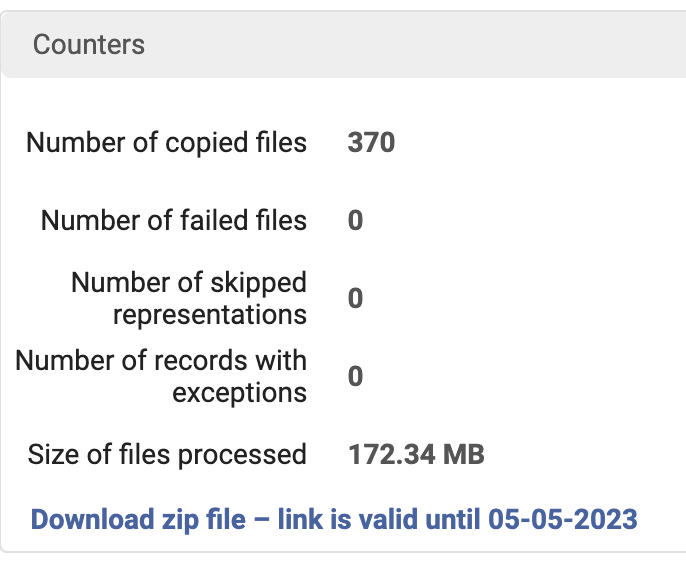 Counters
Number of copied files 370
Number of failed files 0
Number of skipped
representations 0
Number of records with
exceptions 0
Size of files processed 172.34 MB
Download zip file – link is valid until 05-05-2023